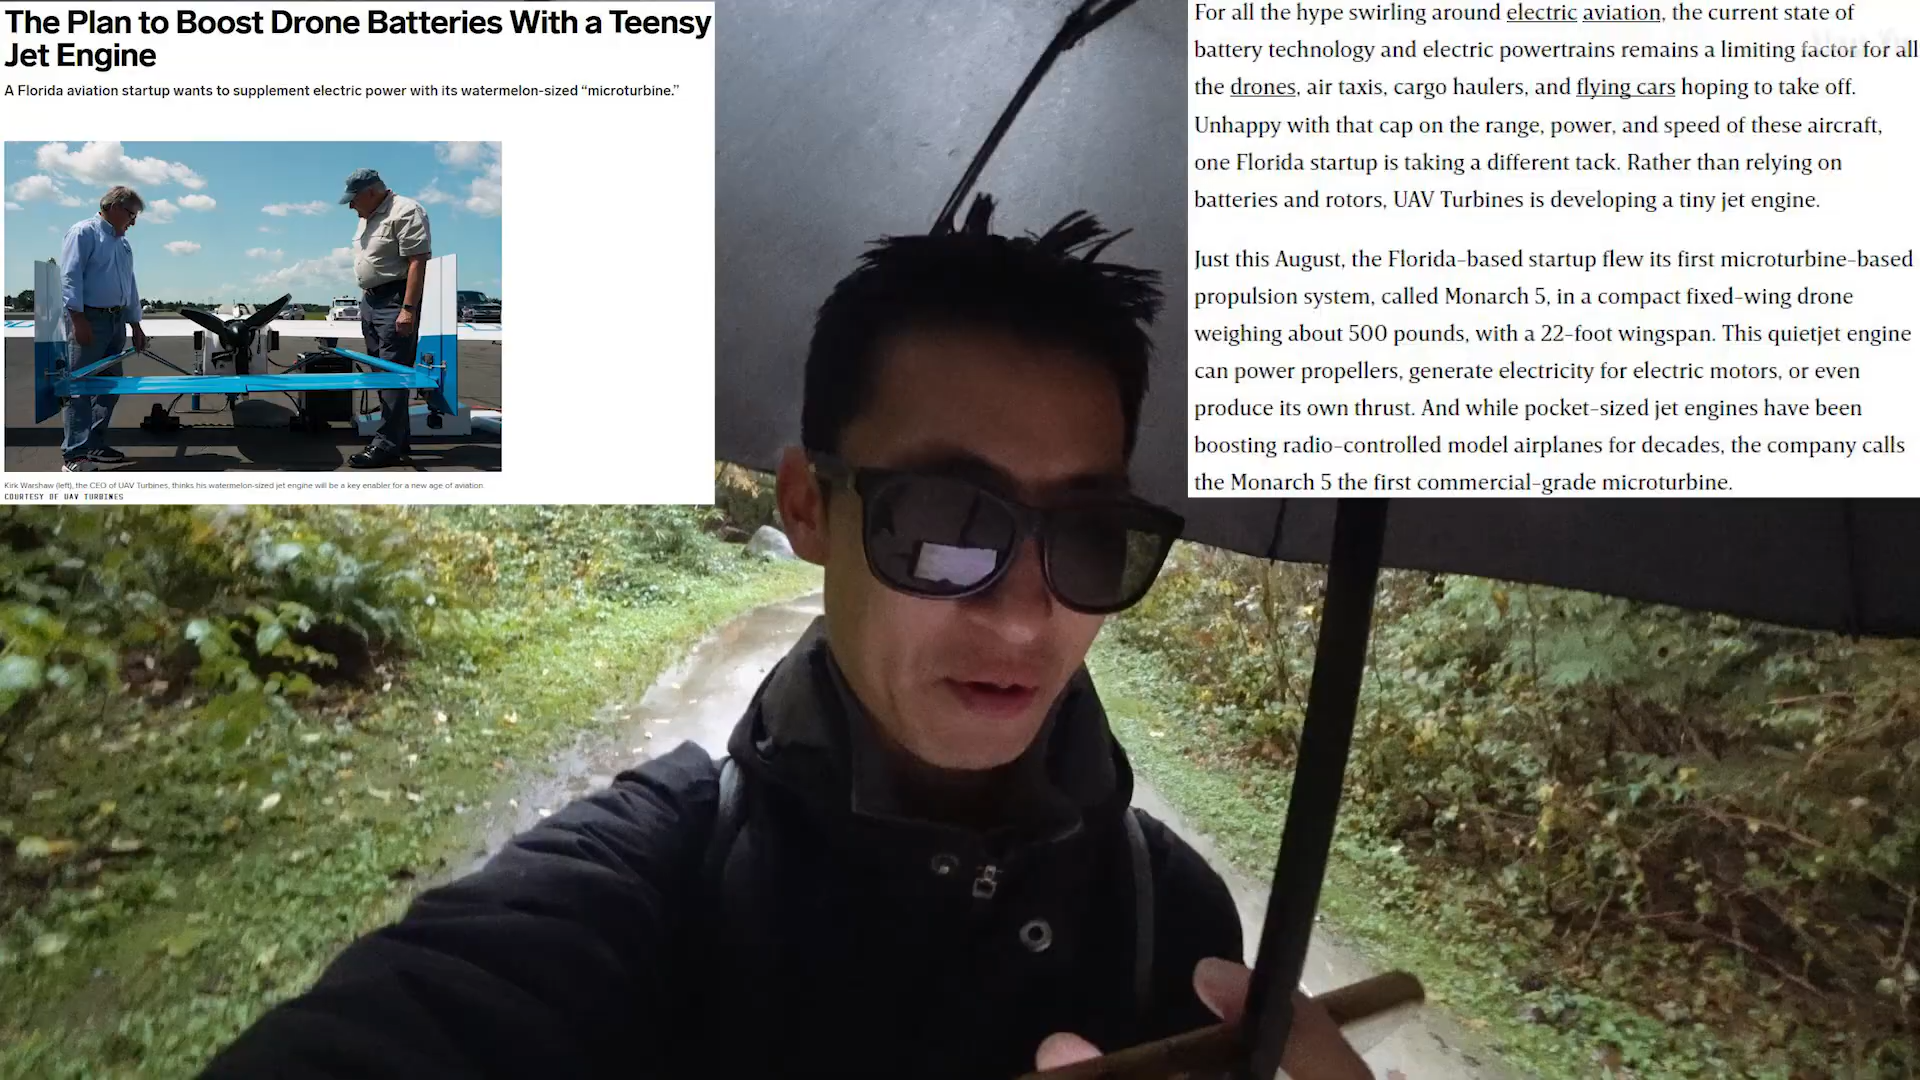 The Plan to Boost Drone Batteries With a Teensy
Jet Engine
A Florida aviation startup wants to supplement electric power with its watermelon-sized “microturbine.”
Kirk Warshaw (left), the CEO of UAV Turbines, thinks his watermelon-sized jet engine will be a key enabler for a new age of aviation.
COURTESY OF UAV TURBINES
For all the hype swirling around electric aviation, the current state of
battery technology and electric powertrains remains a limiting factor for all
the drones, air taxis, cargo haulers, and flying cars hoping to take off.
Unhappy with that cap on the range, power, and speed of these aircraft,
one Florida startup is taking a different tack. Rather than relying on
batteries and rotors, UAV Turbines is developing a tiny jet engine.
Just this August, the Florida-based startup flew its first microturbine-based
propulsion system, called Monarch 5, in a compact fixed-wing drone
weighing about 500 pounds, with a 22-foot wingspan. This quietjet engine
can power propellers, generate electricity for electric motors, or even
produce its own thrust. And while pocket-sized jet engines have been
boosting radio-controlled model airplanes for decades, the company calls
the Monarch 5 the first commercial-grade microturbine.